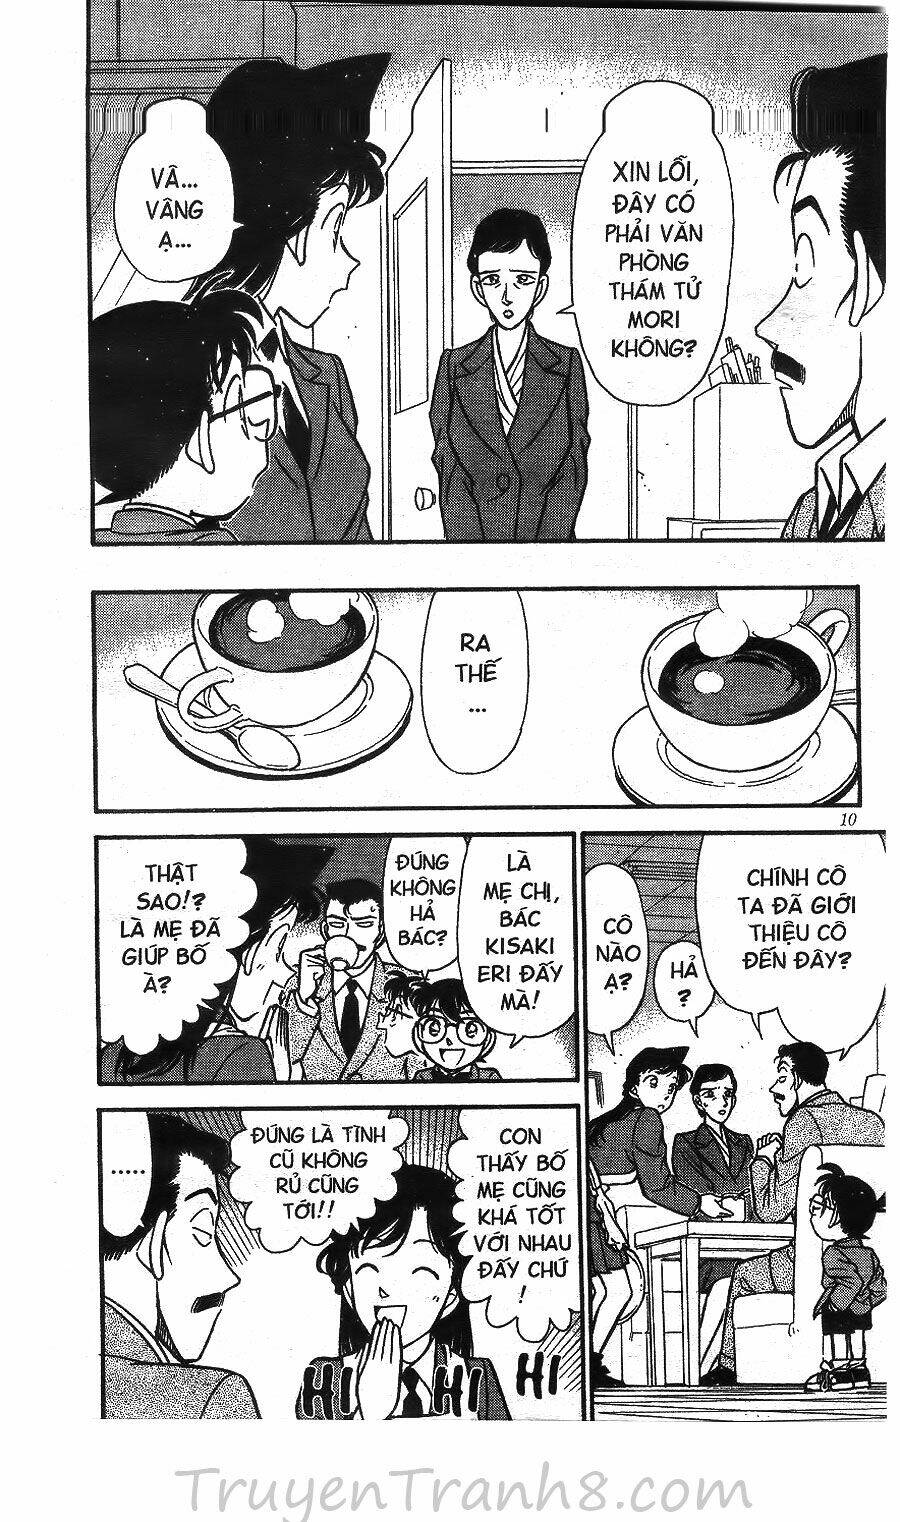 XIN LỖI,
ĐÂY CÓ
PHẢI VĂN
PHÒNG
THÁM TỬ
MORI
KHÔNG?
VÂ...
VÂNG
Ạ...
RA
THẾ
...
10
CHÍNH CÔ
TA ĐÃ GIỚI
THIỆU CÔ
ĐẾN ĐÂY?
HẢ
?
CÔ
NÀO
Ạ?
LÀ
MẸ CHỊ,
BÁC
KISAKI
ERI ĐẤY
MÀ!
ĐÚNG
KHÔNG
HẢ
BÁC?
THẬT
SAO!?
LÀ MẸ ĐÃ
GIÚP BỐ
À?
CON
THẤY BỐ
MẸ CŨNG
KHÁ TỐT
VỚI NHAU
ĐẤY CHỨ
!
ĐÚNG LÀ TÌNH
CŨ KHÔNG
RỦ CŨNG
TỚI!!
HI HI HI
......
TruyenTranh8.com